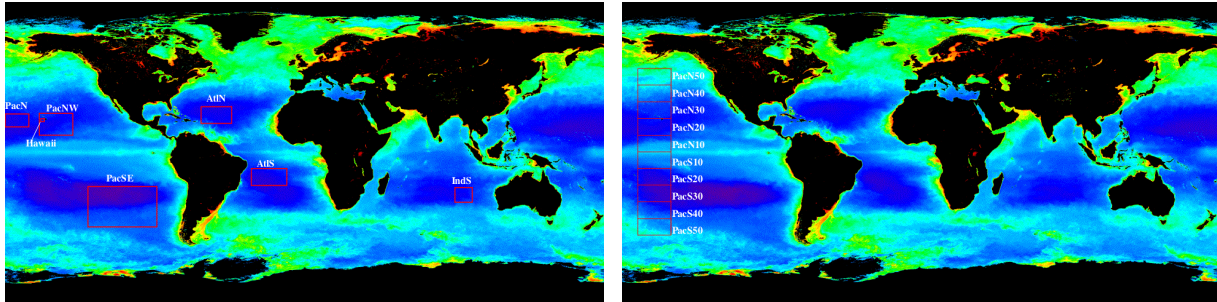 PacN
PacNW
AtlN
Hawaii
AtlS
PacSE
IndS
PacN50
PacN40
PacN30
PacN20
PacN10
PacS10
PacS20
PacS30
PacS40
PacS50